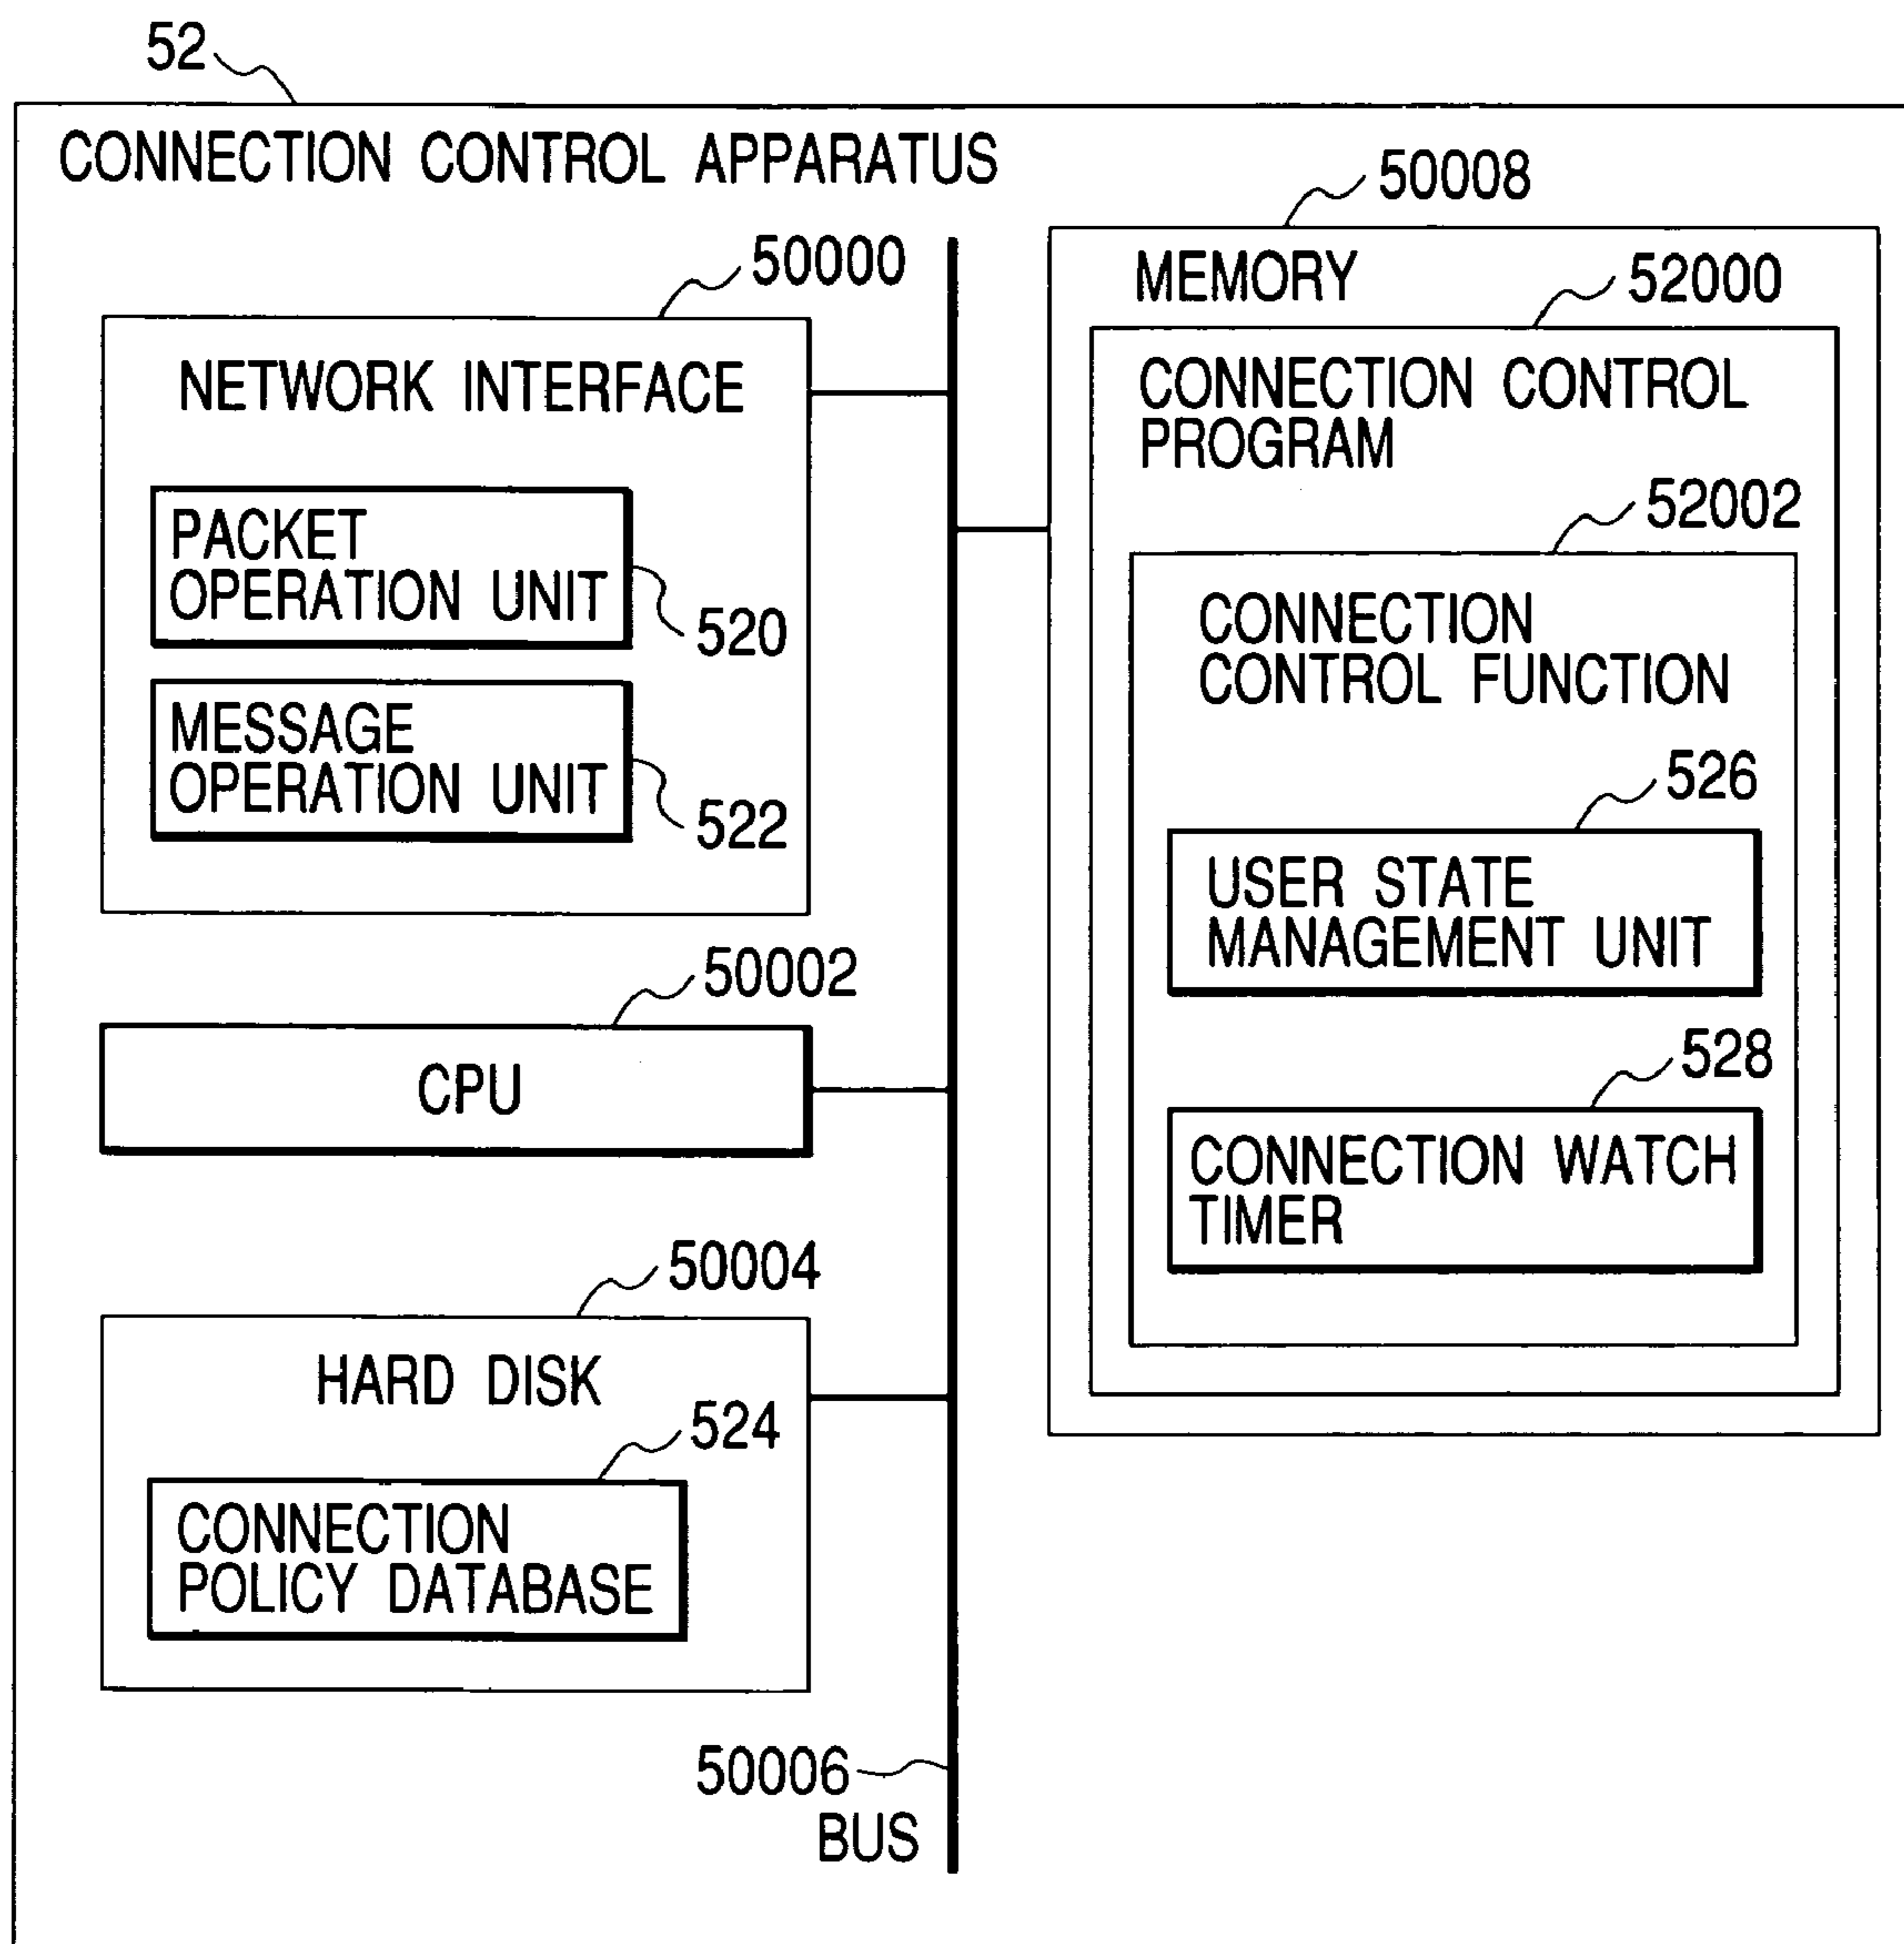 52
CONNECTION CONTROL APPARATUS
50000
NETWORK INTERFACE
PACKET
OPERATION UNIT
520
MESSAGE
OPERATION UNIT
522
50002
CPU
50004
HARD DISK
524
CONNECTION
POLICY DATABASE
50006
BUS
50008
MEMORY
52000
CONNECTION CONTROL
PROGRAM
52002
CONNECTION
CONTROL FUNCTION
526
USER STATE
MANAGEMENT UNIT
528
CONNECTION WATCH
TIMER